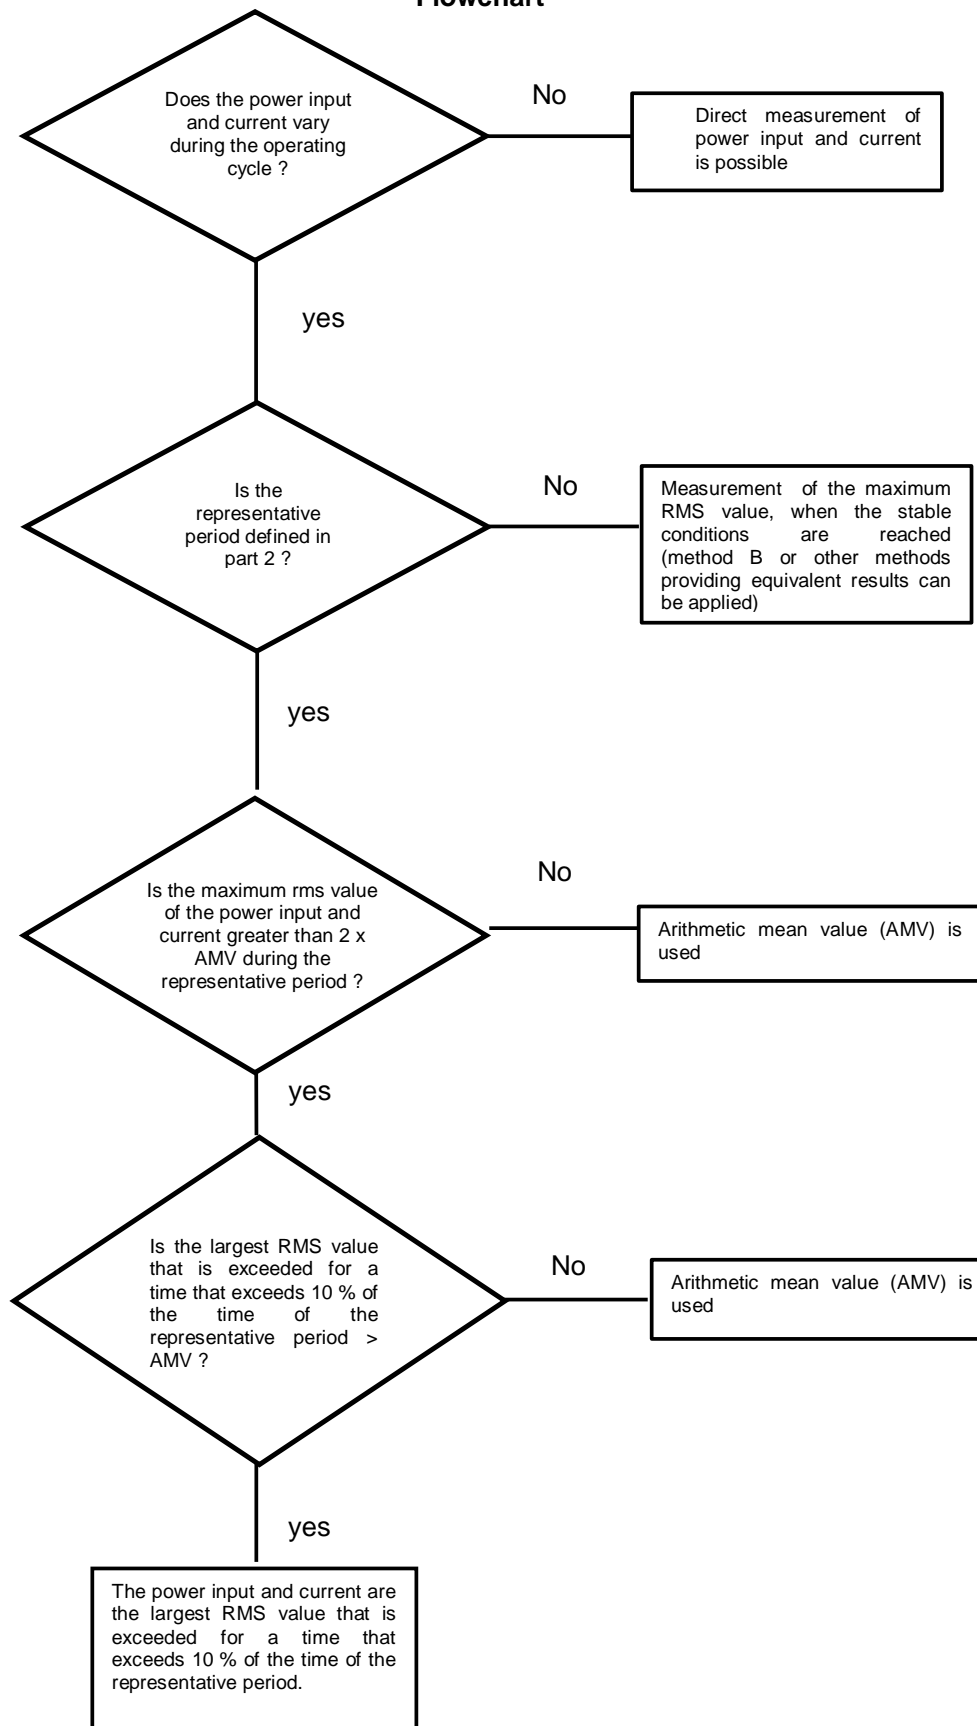 Flowchart
Does the power input
and current vary
during the operating
cycle ?
No
Direct measurement of
power input and current
is possible
yes
Is the
representative
period defined in
part 2 ?
No
Measurement of the maximum
RMS value, when the stable
conditions are reached
(method B or other methods
providing equivalent results can
be applied)
yes
Is the maximum rms value
of the power input and
current greater than 2 x
AMV during the
representative period ?
No
Arithmetic mean value (AMV) is
used
yes
Is the largest RMS value
that is exceeded for a
time that exceeds 10 % of
the time of the
representative period >
AMV ?
No
Arithmetic mean value (AMV) is
used
yes
The power input and current are
the largest RMS value that is
exceeded for a time that
exceeds 10 % of the time of the
representative period.